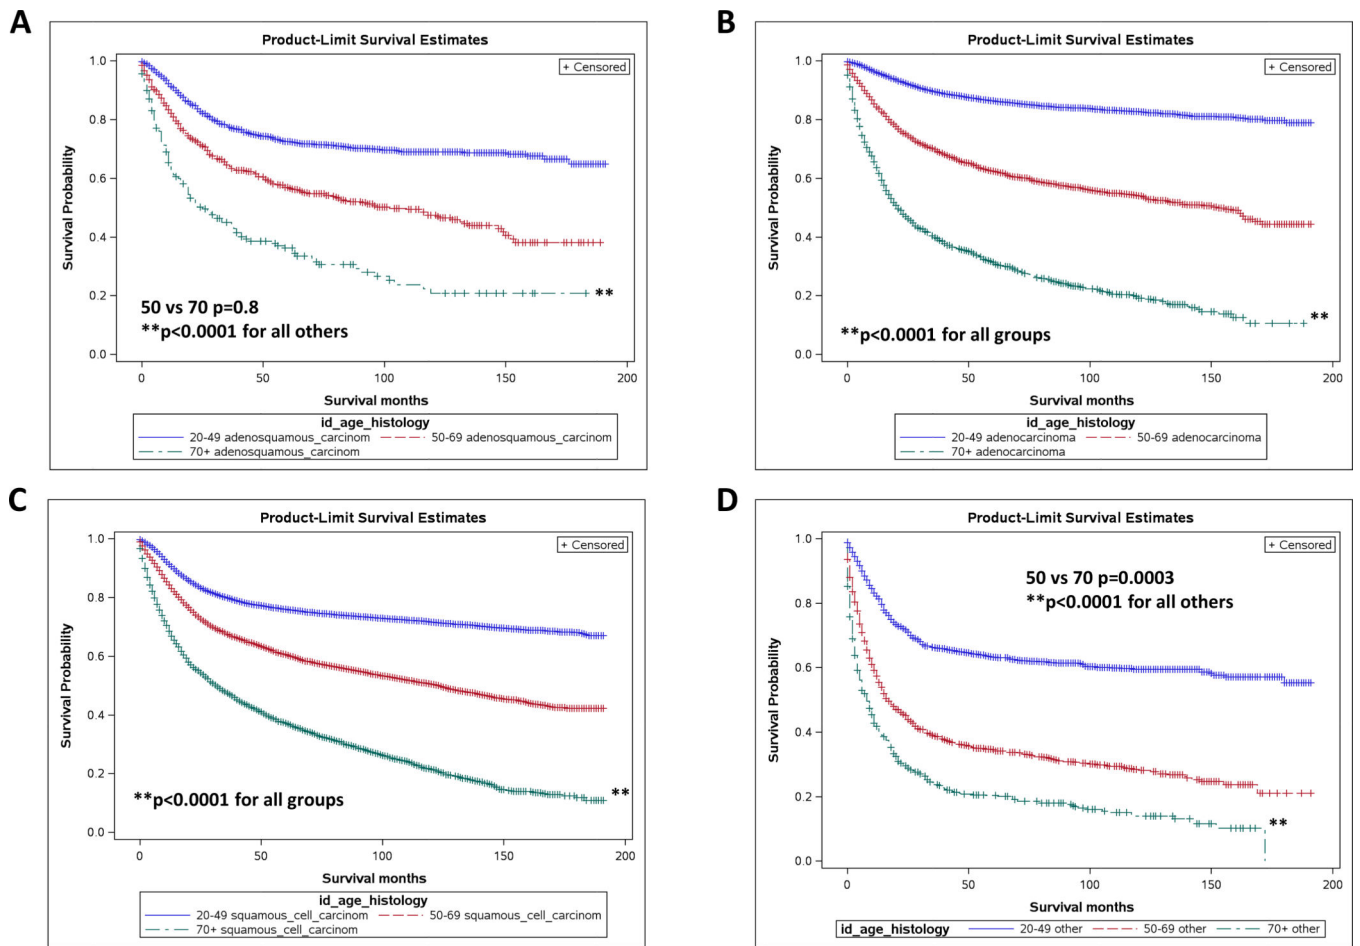 A
Product-Limit Survival Estimates
+ Censored
Survival Probability
1.0
0.8
0.6
0.4
0.2
0.0
50 vs 70 p=0.8
**p<0.0001 for all others
**
0 50 100 150 200
Survival months
id_age_histology
20-49 adenosquamous_carcinom 50-69 adenosquamous_carcinom
70+ adenosquamous_carcinom
B
Product-Limit Survival Estimates
+ Censored
Survival Probability
1.0
0.8
0.6
0.4
0.2
0.0
**p<0.0001 for all groups
**
0 50 100 150 200
Survival months
id_age_histology
20-49 adenocarcinoma 50-69 adenocarcinoma
70+ adenocarcinoma
C
Product-Limit Survival Estimates
+ Censored
Survival Probability
1.0
0.8
0.6
0.4
0.2
0.0
**p<0.0001 for all groups
**
0 50 100 150 200
Survival months
id_age_histology
20-49 squamous_cell_carcinom 50-69 squamous_cell_carcinom
70+ squamous_cell_carcinom
D
Product-Limit Survival Estimates
+ Censored
Survival Probability
1.0
0.8
0.6
0.4
0.2
0.0
50 vs 70 p=0.0003
**p<0.0001 for all others
**
0 50 100 150 200
Survival months
id_age_histology 20-49 other 50-69 other 70+ other